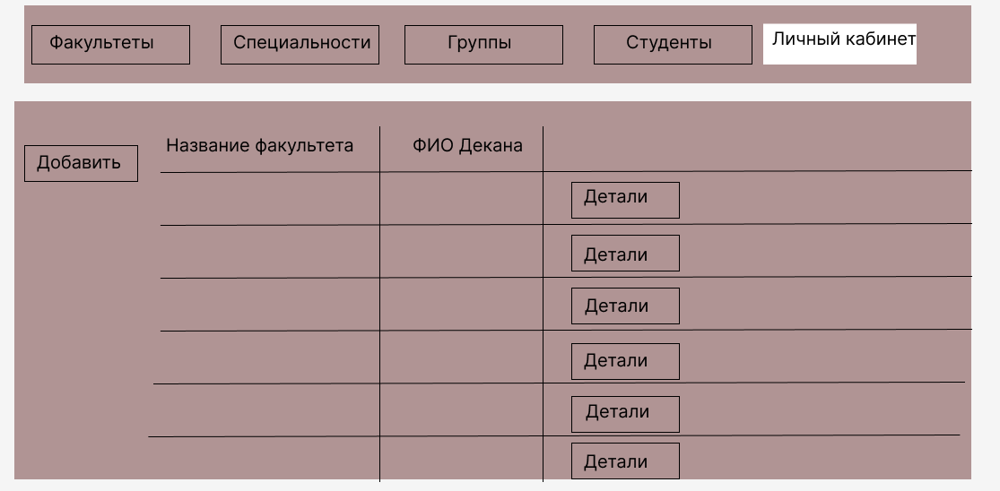 Факультеты
Специальности
Группы
Студенты
Личный кабинет
Добавить
Название факультета
ФИО Декана
Детали
Детали
Детали
Детали
Детали
Детали